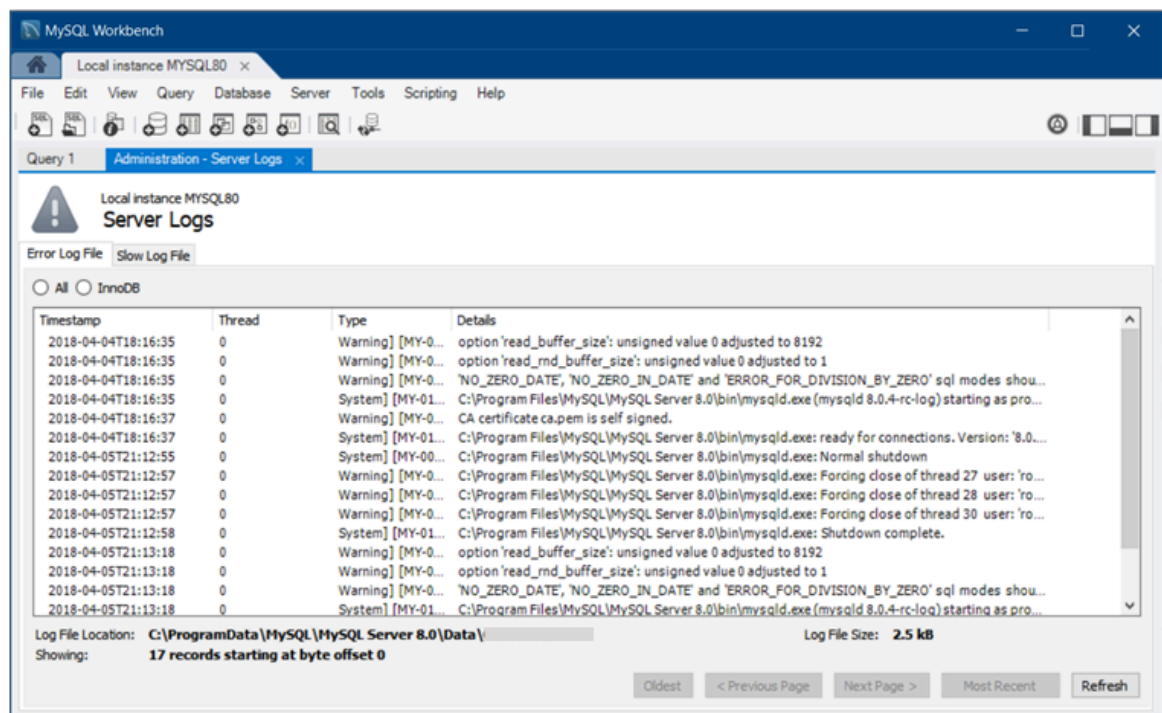 MySQL Workbench
Local instance MYSQL80
File Edit View Query Database Server Tools Scripting Help
Query 1 Administration - Server Logs
Local instance MYSQL80
Server Logs
Error Log File Slow Log File
All InnoDB
Timestamp Thread Type Details
2018-04-04T18:16:35 0 Warning] [MY-0... option 'read_buffer_size': unsigned value 0 adjusted to 8192
2018-04-04T18:16:35 0 Warning] [MY-0... option 'read_rnd_buffer_size': unsigned value 0 adjusted to 1
2018-04-04T18:16:35 0 Warning] [MY-0... 'NO_ZERO_DATE', 'NO_ZERO_IN_DATE' and 'ERROR_FOR_DIVISION_BY_ZERO' sql modes shou...
2018-04-04T18:16:35 0 System] [MY-01... C:\Program Files\MySQL\MySQL Server 8.0\bin\mysqld.exe (mysqld 8.0.4-rc-log) starting as pro...
2018-04-04T18:16:37 0 Warning] [MY-0... CA certificate ca.pem is self signed.
2018-04-04T18:16:37 0 System] [MY-01... C:\Program Files\MySQL\MySQL Server 8.0\bin\mysqld.exe: ready for connections. Version: '8.0....
2018-04-05T21:12:55 0 System] [MY-00... C:\Program Files\MySQL\MySQL Server 8.0\bin\mysqld.exe: Normal shutdown
2018-04-05T21:12:57 0 Warning] [MY-0... C:\Program Files\MySQL\MySQL Server 8.0\bin\mysqld.exe: Forcing close of thread 27 user: 'ro...
2018-04-05T21:12:57 0 Warning] [MY-0... C:\Program Files\MySQL\MySQL Server 8.0\bin\mysqld.exe: Forcing close of thread 28 user: 'ro...
2018-04-05T21:12:57 0 Warning] [MY-0... C:\Program Files\MySQL\MySQL Server 8.0\bin\mysqld.exe: Forcing close of thread 30 user: 'ro...
2018-04-05T21:12:58 0 System] [MY-01... C:\Program Files\MySQL\MySQL Server 8.0\bin\mysqld.exe: Shutdown complete.
2018-04-05T21:13:18 0 Warning] [MY-0... option 'read_buffer_size': unsigned value 0 adjusted to 8192
2018-04-05T21:13:18 0 Warning] [MY-0... option 'read_rnd_buffer_size': unsigned value 0 adjusted to 1
2018-04-05T21:13:18 0 Warning] [MY-0... 'NO_ZERO_DATE', 'NO_ZERO_IN_DATE' and 'ERROR_FOR_DIVISION_BY_ZERO' sql modes shou...
2018-04-05T21:13:18 0 System] [MY-01... C:\Program Files\MySQL\MySQL Server 8.0\bin\mysqld.exe (mysqld 8.0.4-rc-log) starting as pro...
Log File Location: C:\ProgramData\MySQL\MySQL Server 8.0\Data\ Log File Size: 2.5 kB
Showing: 17 records starting at byte offset 0
Oldest < Previous Page Next Page > Most Recent Refresh